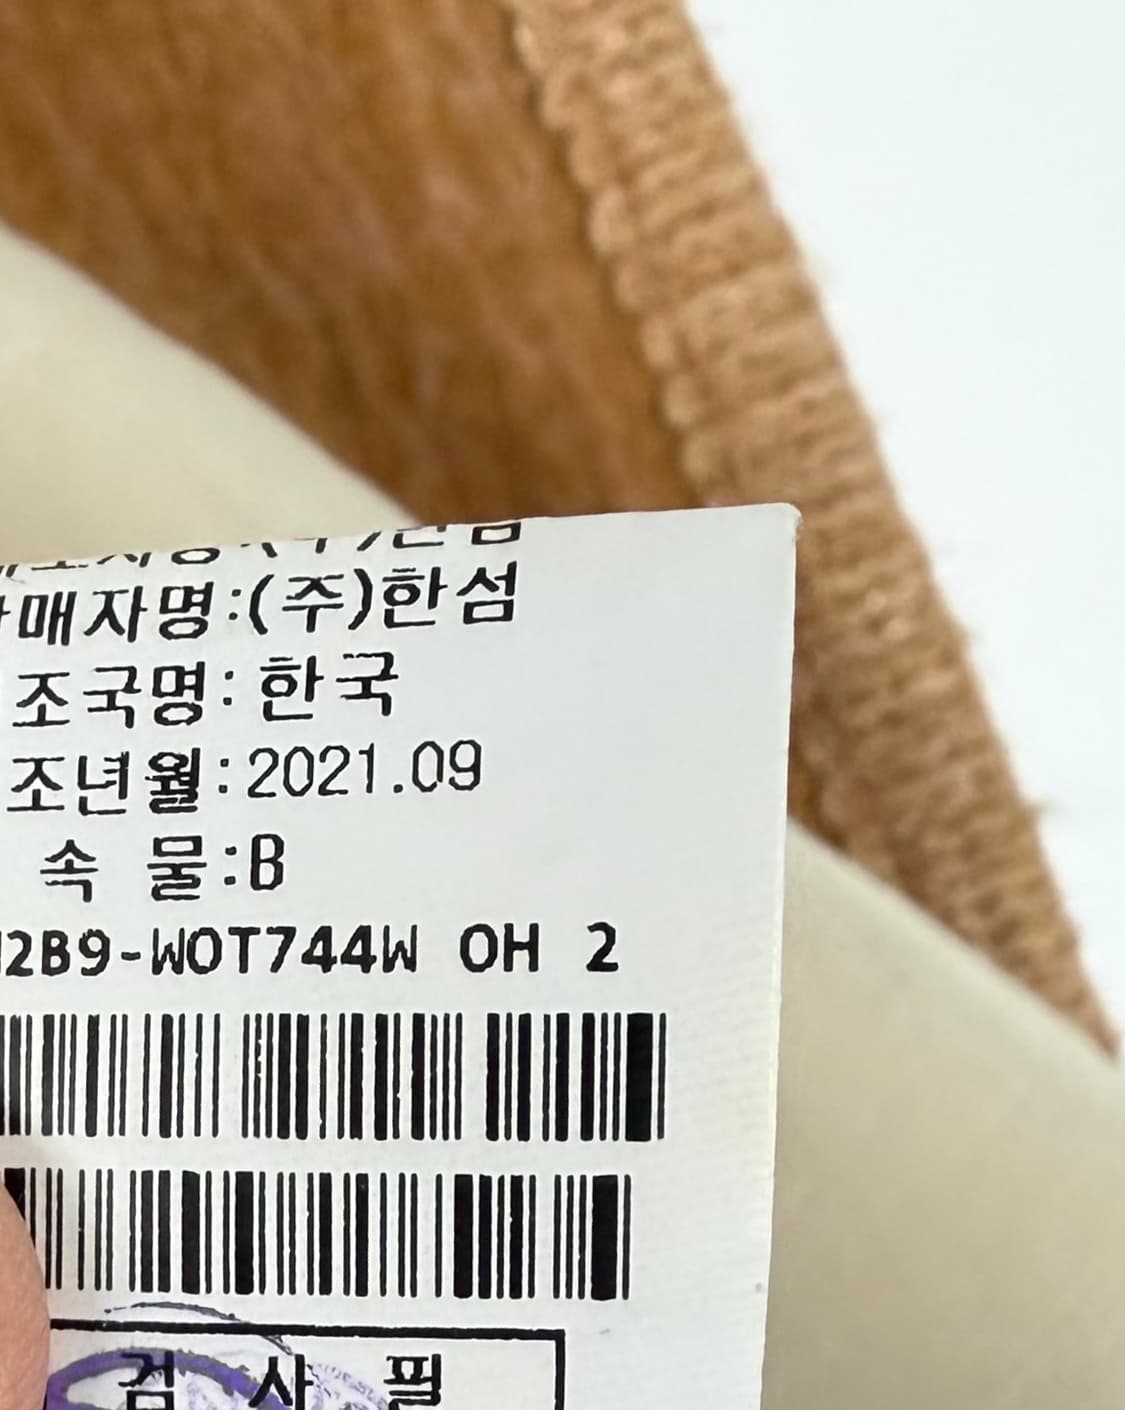 매자명:(주)한섬
조국명:한국
조년월:2021.09
속 물:B
2B9-WOT744W OH 2
검사필